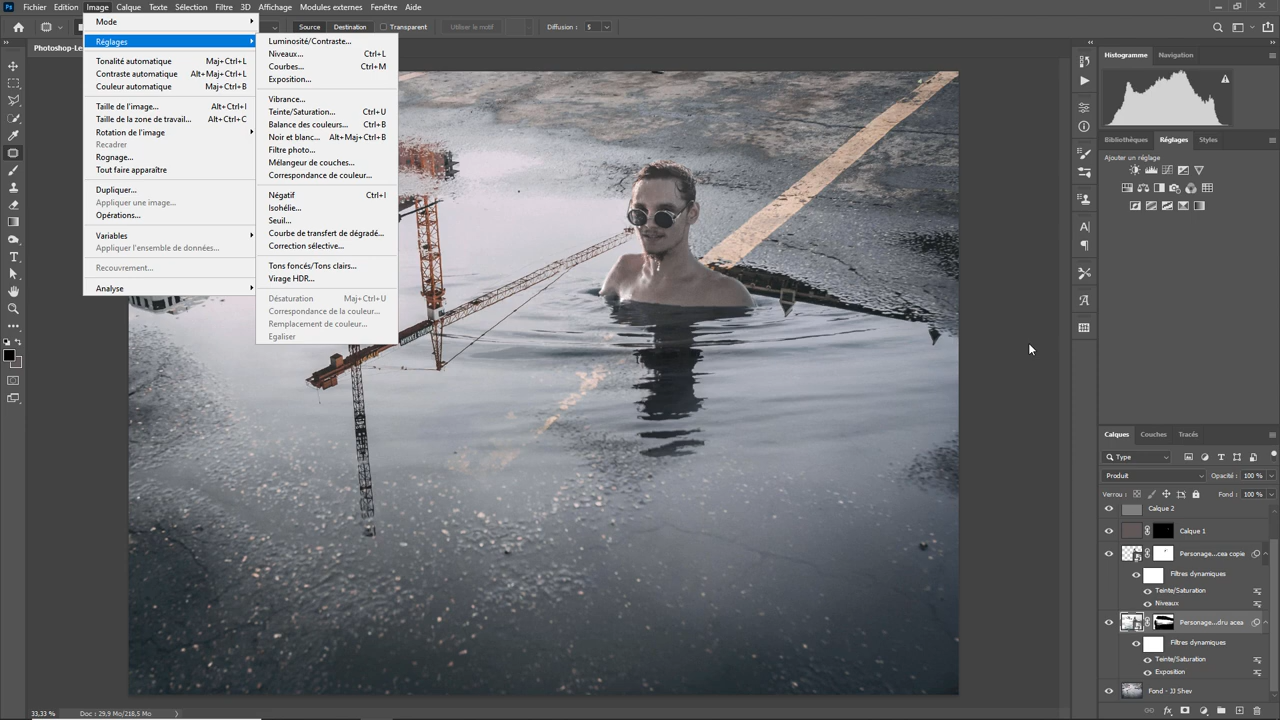 Ps Fichier Edition Image Calque Texte Sélection Filtre 3D Affichage Modules externes Fenêtre Aide
Source Destination Transparent Utiliser le motif Diffusion : 5
Mode
Réglages
Tonalité automatique Maj+Ctrl+L
Contraste automatique Alt+Maj+Ctrl+L
Couleur automatique Maj+Ctrl+B
Taille de l'image... Alt+Ctrl+I
Taille de la zone de travail... Alt+Ctrl+C
Rotation de l'image
Recadrer
Rognage...
Tout faire apparaître
Dupliquer...
Appliquer une image...
Opérations...
Variables
Appliquer l'ensemble de données...
Recouvrement...
Analyse
Luminosité/Contraste...
Niveaux... Ctrl+L
Courbes... Ctrl+M
Exposition...
Vibrance...
Teinte/Saturation... Ctrl+U
Balance des couleurs... Ctrl+B
Noir et blanc... Alt+Maj+Ctrl+B
Filtre photo...
Mélangeur de couches...
Correspondance de couleur...
Négatif Ctrl+I
Isohélie...
Seuil...
Courbe de transfert de dégradé...
Correction sélective...
Tons foncés/Tons clairs...
Virage HDR...
Désaturation Maj+Ctrl+U
Correspondance de la couleur...
Remplacement de couleur...
Egaliser
Histogramme Navigation
Bibliothèques Réglages Styles
Ajouter un réglage
Calques Couches Tracés
Type
Produit Opacité : 100 %
Verrou : Fond : 100 %
Calque 2
Calque 1
Personage...cea copie
Filtres dynamiques
Teinte/Saturation
Niveaux
Personage...dru acea
Filtres dynamiques
Teinte/Saturation
Exposition
Fond - JJ Shev
33,33 % Doc : 29,9 Mo/218,5 Mo